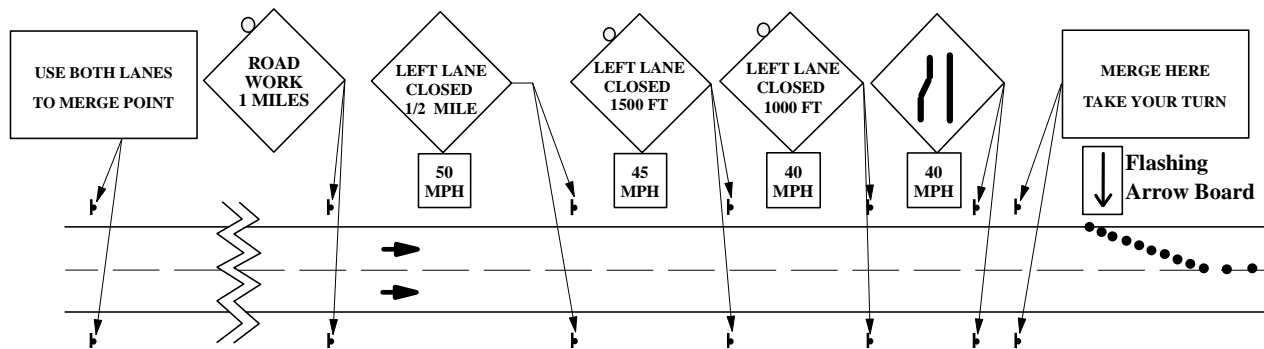 USE BOTH LANES
TO MERGE POINT
ROAD
WORK
1 MILES
LEFT LANE
CLOSED
1/2 MILE
50
MPH
LEFT LANE
CLOSED
1500 FT
45
MPH
LEFT LANE
CLOSED
1000 FT
40
MPH
40
MPH
MERGE HERE
TAKE YOUR TURN
Flashing
Arrow Board